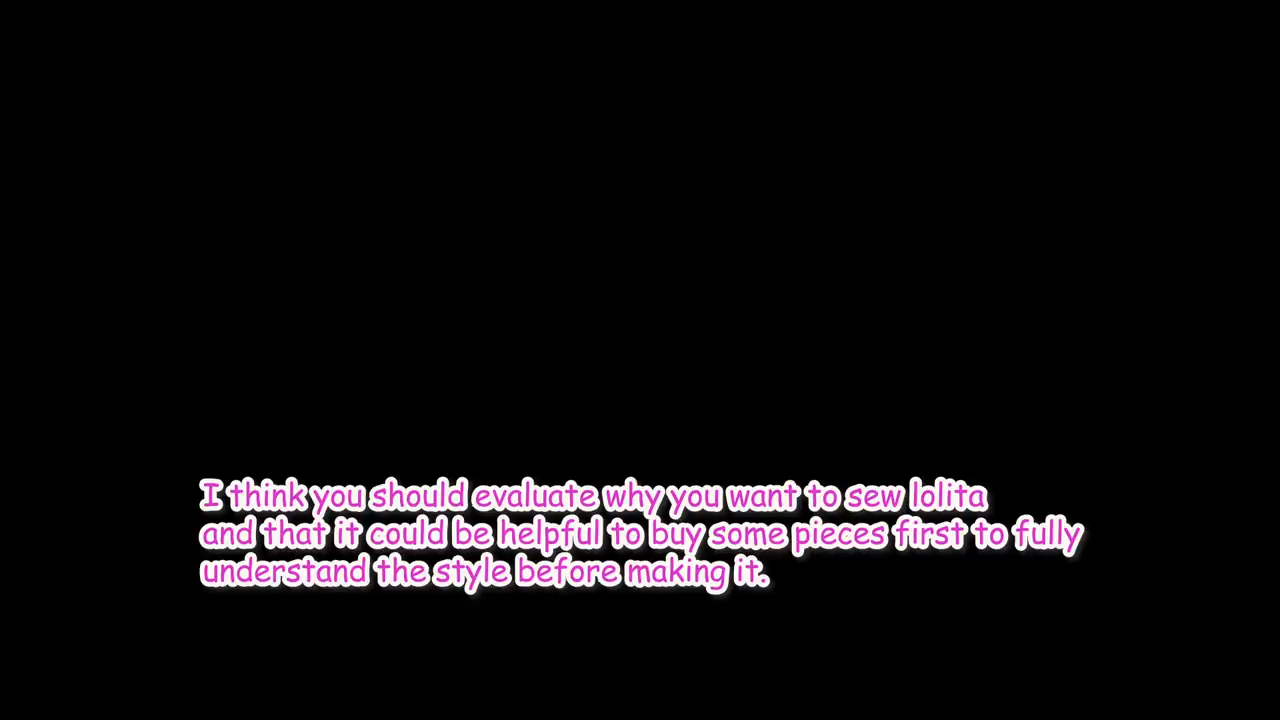 I think you should evaluate why you want to sew lolita
and that it could be helpful to buy some pieces first to fully
understand the style before making it.